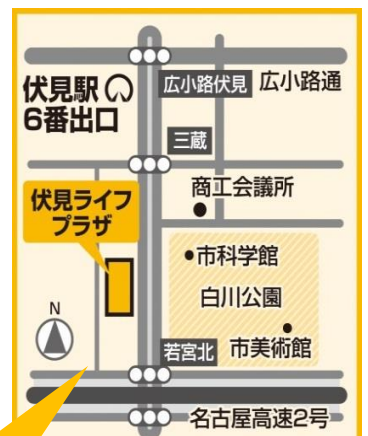 広小路伏見
広小路通
伏見駅
6番出口
三蔵
商工会議所
伏見ライフ
プラザ
市科学館
白川公園
N
若宮北
市美術館
名古屋高速2号